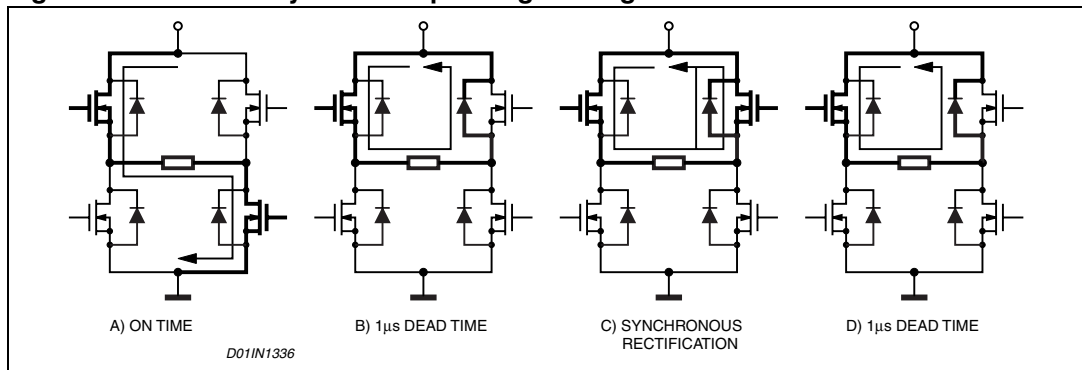 A) ON TIME
B) 1μs DEAD TIME
C) SYNCHRONOUS
RECTIFICATION
D) 1μs DEAD TIME
D01IN1336